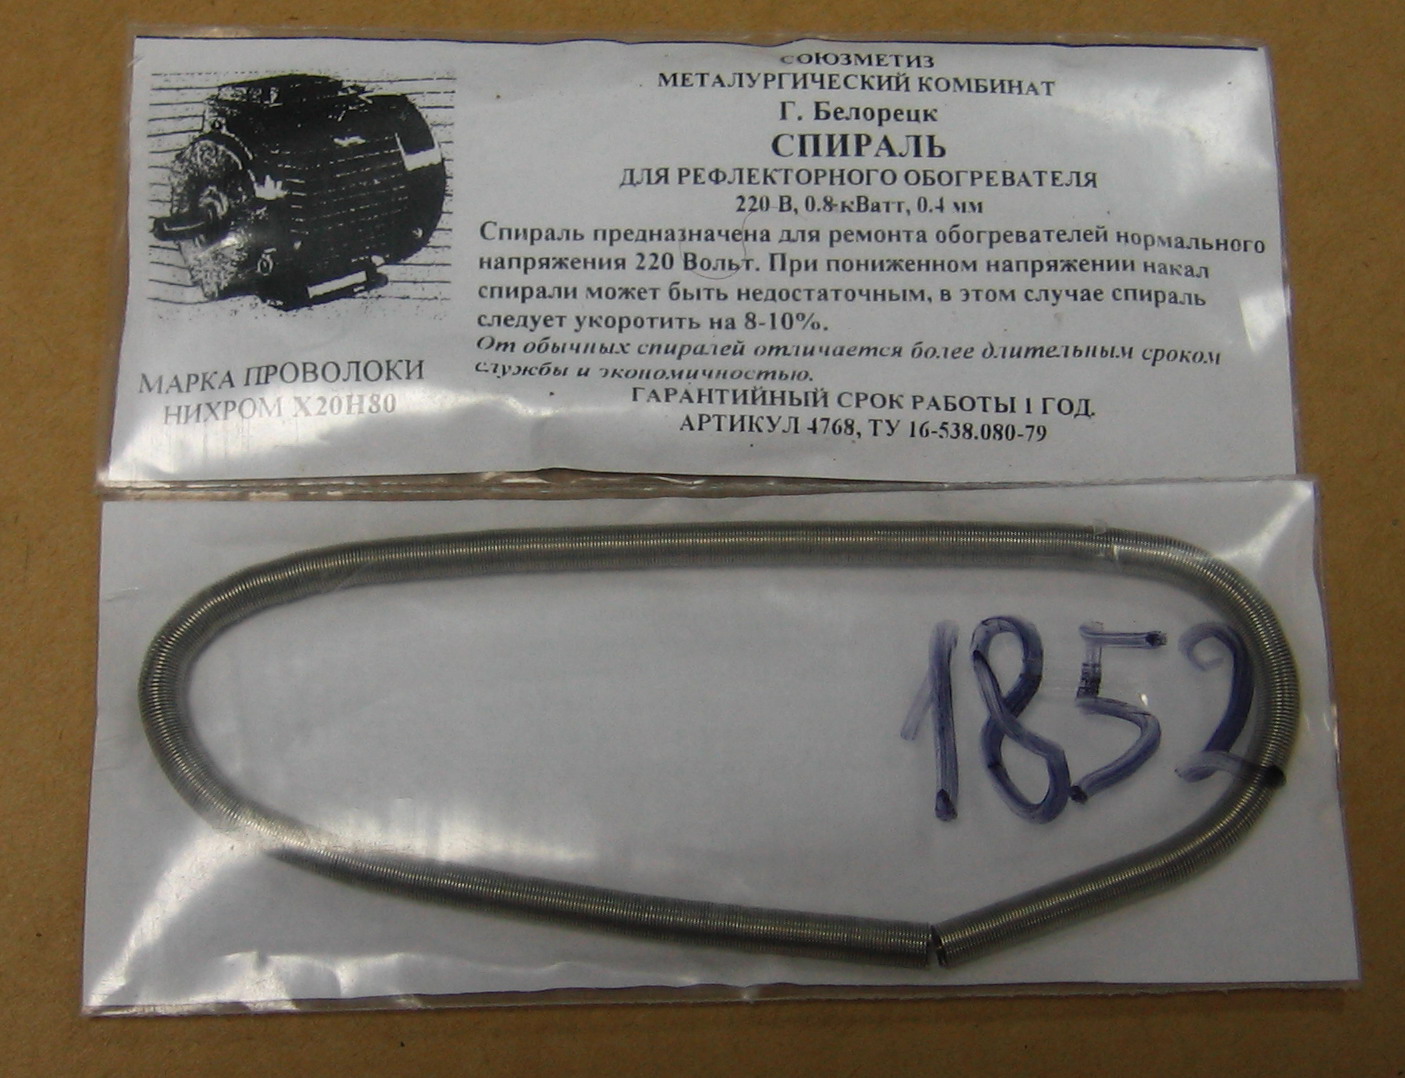 СОЮЗМЕТИЗ
МЕТАЛУРГИЧЕСКИЙ КОМБИНАТ
Г. Белорецк
СПИРАЛЬ
ДЛЯ РЕФЛЕКТОРНОГО ОБОГРЕВАТЕЛЯ
220 В, 0.8 кВатт, 0.4 мм
Спираль предназначена для ремонта обогревателей нормального
напряжения 220 Вольт. При пониженном напряжении накал
спирали может быть недостаточным, в этом случае спираль
следует укоротить на 8-10%.
От обычных спиралей отличается более длительным сроком
службы и экономичностью.
ГАРАНТИЙНЫЙ СРОК РАБОТЫ 1 ГОД.
АРТИКУЛ 4768, ТУ 16-538.080-79
МАРКА ПРОВОЛОКИ
НИХРОМ Х20Н80
1852